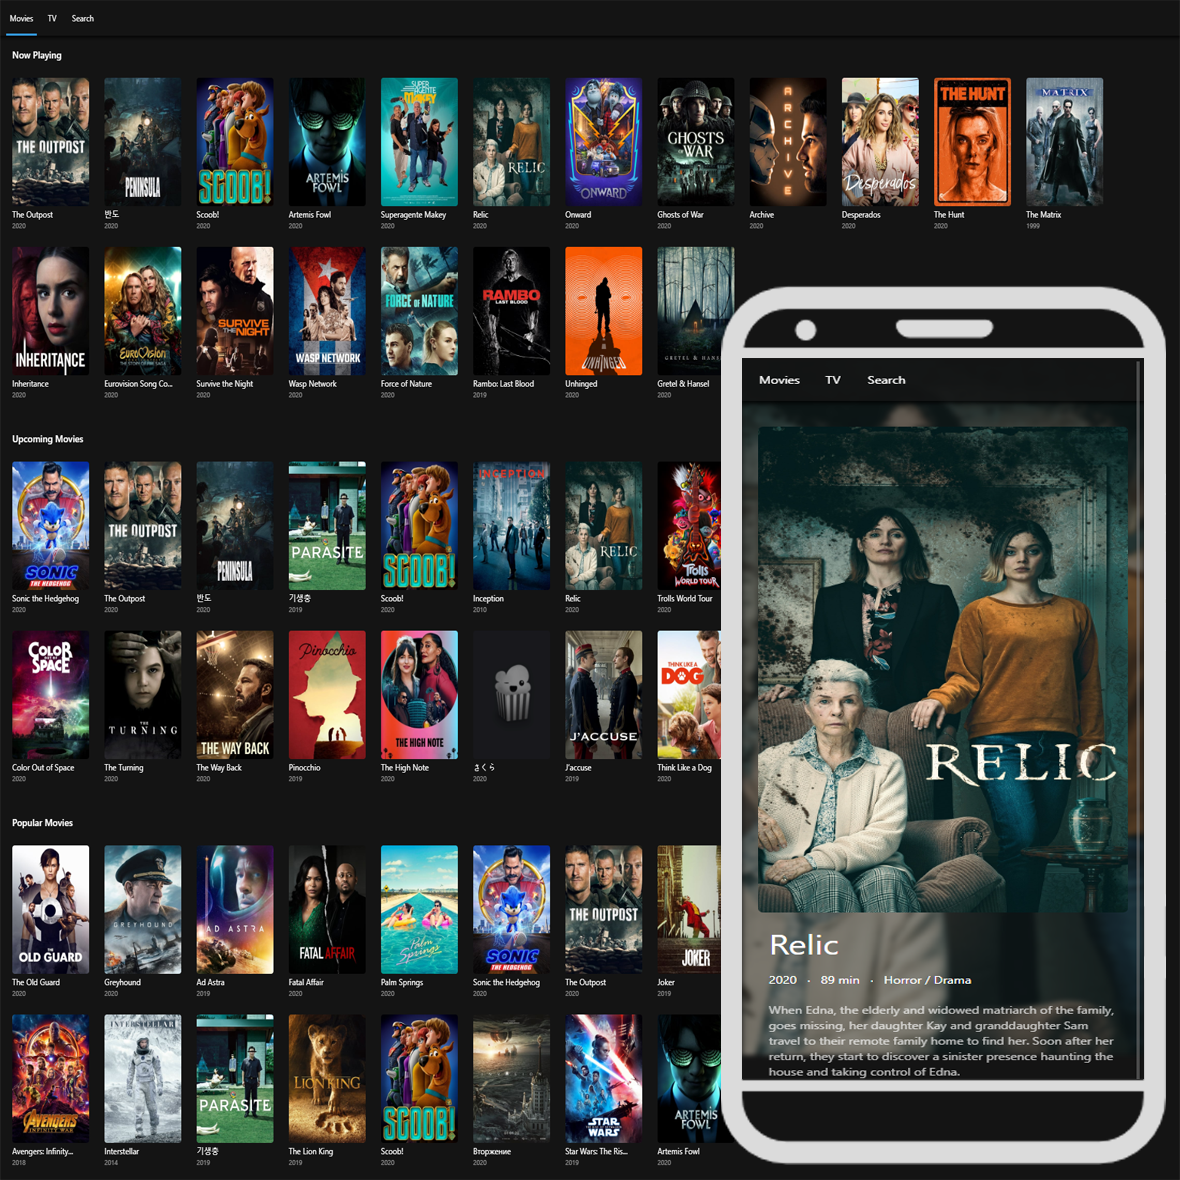 Movies TV Search
Now Playing
THE OUTPOST
PENINSULA
SCOOB!
ARTEMIS FOWL
SUPER AGENTE MAKEY
RELIC
ONWARD
GHOSTS OF WAR
ARCHIVE
Desperados
THE HUNT
MATRIX
The Outpost
반도
Scoob!
Artemis Fowl
Superagente Makey
Relic
Onward
Ghosts of War
Archive
Desperados
The Hunt
The Matrix
2020
2020
2020
2020
2020
2020
2020
2020
2020
2020
2020
1999
INHERITANCE
EUROVISION
SURVIVE THE NIGHT
WASP NETWORK
FORCE OF NATURE
RAMBO
LAST BLOOD
UNHINGED
GRETEL & HANSEL
Inheritance
Eurovision Song Co...
Survive the Night
Wasp Network
Force of Nature
Rambo: Last Blood
Unhinged
Gretel & Hansel
2020
2020
2020
2020
2020
2019
2020
2020
Upcoming Movies
SONIC
THE HEDGEHOG
THE OUTPOST
PENINSULA
PARASITE
SCOOB!
INCEPTION
RELIC
Trolls
WORLD TOUR
Sonic the Hedgehog
The Outpost
반도
기생충
Scoob!
Inception
Relic
Trolls World Tour
2020
2020
2020
2019
2020
2010
2020
2020
COLOR OUT OF SPACE
THE TURNING
THE WAY BACK
Pinocchio
THE HIGH NOTE
J'ACCUSE
THINK LIKE A
DOG
Color Out of Space
The Turning
The Way Back
Pinocchio
The High Note
さくら
J'accuse
Think Like a Dog
2020
2020
2020
2019
2020
2020
2019
2020
Popular Movies
THE OLD GUARD
GREYHOUND
AD ASTRA
FATAL AFFAIR
Palm Springs
SONIC
THE HEDGEHOG
THE OUTPOST
JOKER
The Old Guard
Greyhound
Ad Astra
Fatal Affair
Palm Springs
Sonic the Hedgehog
The Outpost
Joker
2020
2020
2019
2020
2020
2020
2020
2019
AVENGERS
INFINITY WAR
INTERSTELLAR
PARASITE
LION KING
SCOOB!
STAR WARS
ARTEMIS FOWL
Avengers: Infinity...
Interstellar
기생충
The Lion King
Scoob!
Вторжение
Star Wars: The Ris...
Artemis Fowl
2018
2014
2019
2019
2020
2020
2019
2020
Movies TV Search
RELIC
Relic
2020 · 89 min · Horror / Drama
When Edna, the elderly and widowed matriarch of the family,
goes missing, her daughter Kay and granddaughter Sam
travel to their remote family home to find her. Soon after her
return, they start to discover a sinister presence haunting the
house and taking control of Edna.